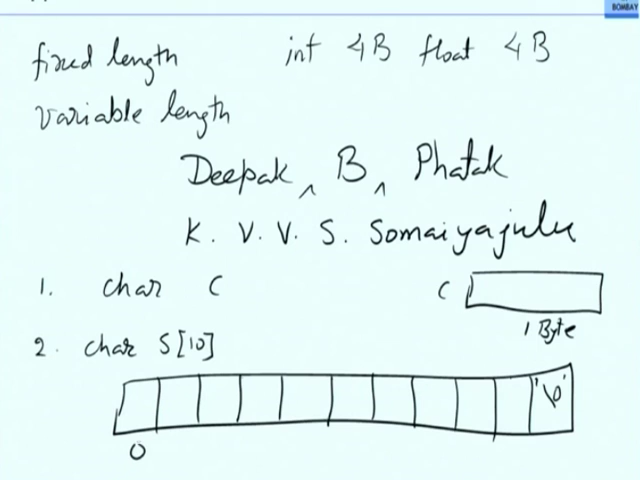 BOMBAY
fixed length int 4B float 4B
variable length
Deepak ^ B ^ Phatak
K. V. V. S. Somaiyajulu
1. char C C
1 Byte
2. char S[10]
'\0'
0